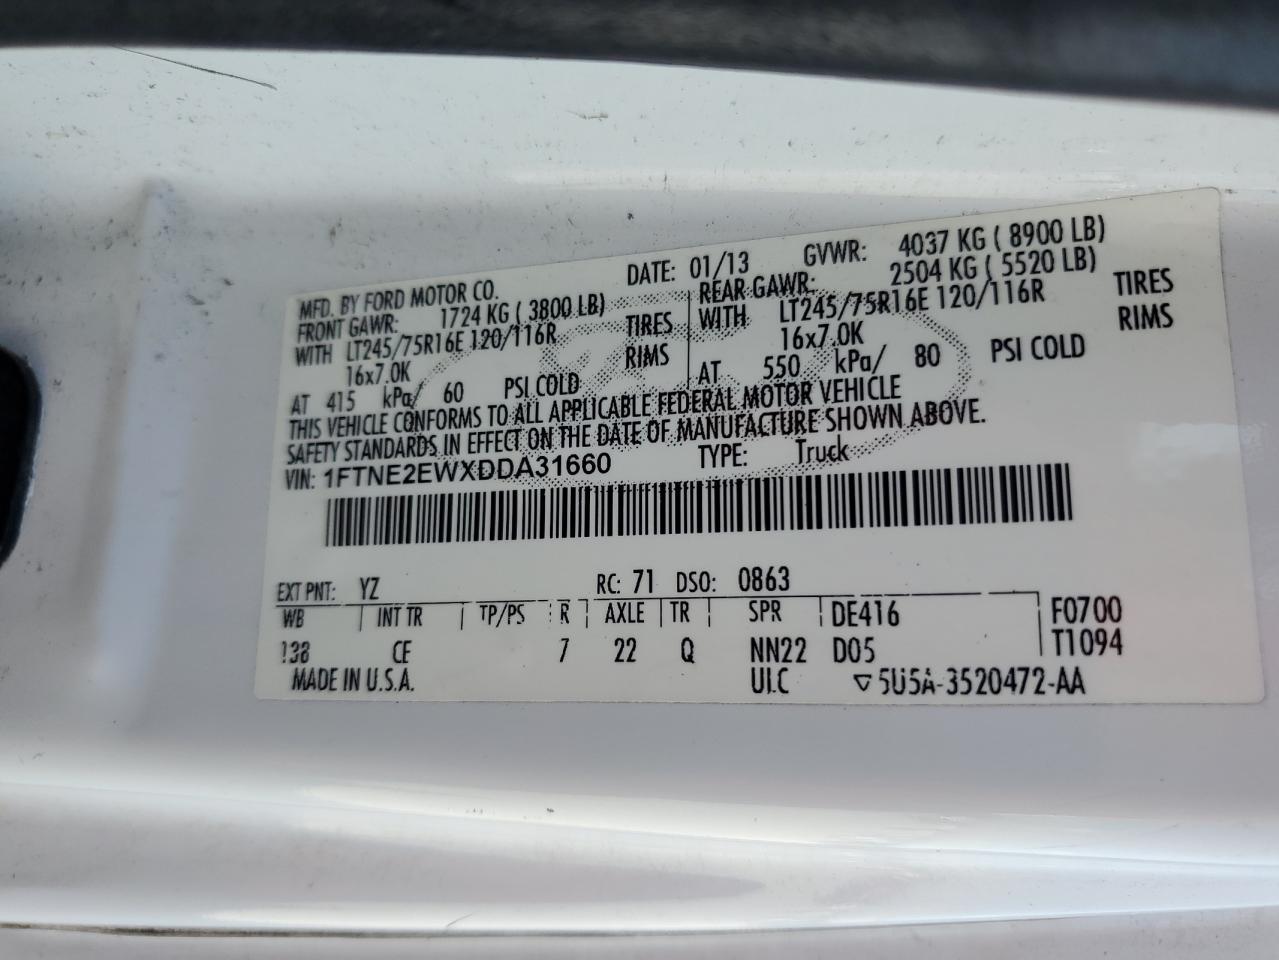 MFD. BY FORD MOTOR CO. DATE: 01/13 GVWR: 4037 KG ( 8900 LB)
FRONT GAWR: 1724 KG ( 3800 LB) REAR GAWR: 2504 KG ( 5520 LB)
WITH LT245/75R16E 120/116R TIRES WITH LT245/75R16E 120/116R TIRES
16x7.0K RIMS 16x7.0K RIMS
AT 415 kPa/ 60 PSI COLD AT 550 kPa/ 80 PSI COLD
THIS VEHICLE CONFORMS TO ALL APPLICABLE FEDERAL MOTOR VEHICLE
SAFETY STANDARDS IN EFFECT ON THE DATE OF MANUFACTURE SHOWN ABOVE.
VIN: 1FTNE2EWXDDA31660 TYPE: Truck
EXT PNT: YZ RC: 71 DSO: 0863
WB INT TR TP/PS R AXLE TR SPR DE416 F0700
138 CE 7 22 Q NN22 D05 T1094
MADE IN U.S.A. ULC 5U5A-3520472-AA